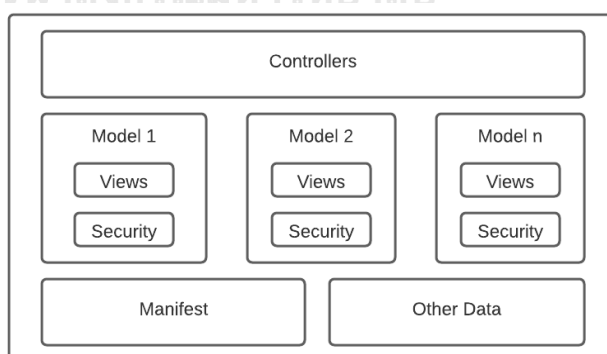 Controllers
Model 1
Model 2
Model n
Views
Views
Views
Security
Security
Security
Manifest
Other Data